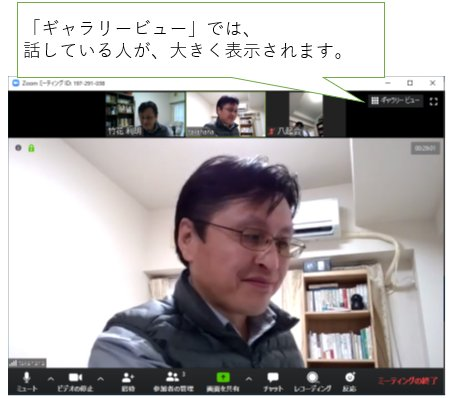 「ギャラリービュー」では、
話している人が、大きく表示されます。
Zoom ミーティング ID: 197-291-098
ギャラリー ビュー
竹花 利明
八起会
00:28:01
ミュート
ビデオの停止
招待
3
参加者の管理
画面を共有
チャット
レコーディング
反応
ミーティングの終了